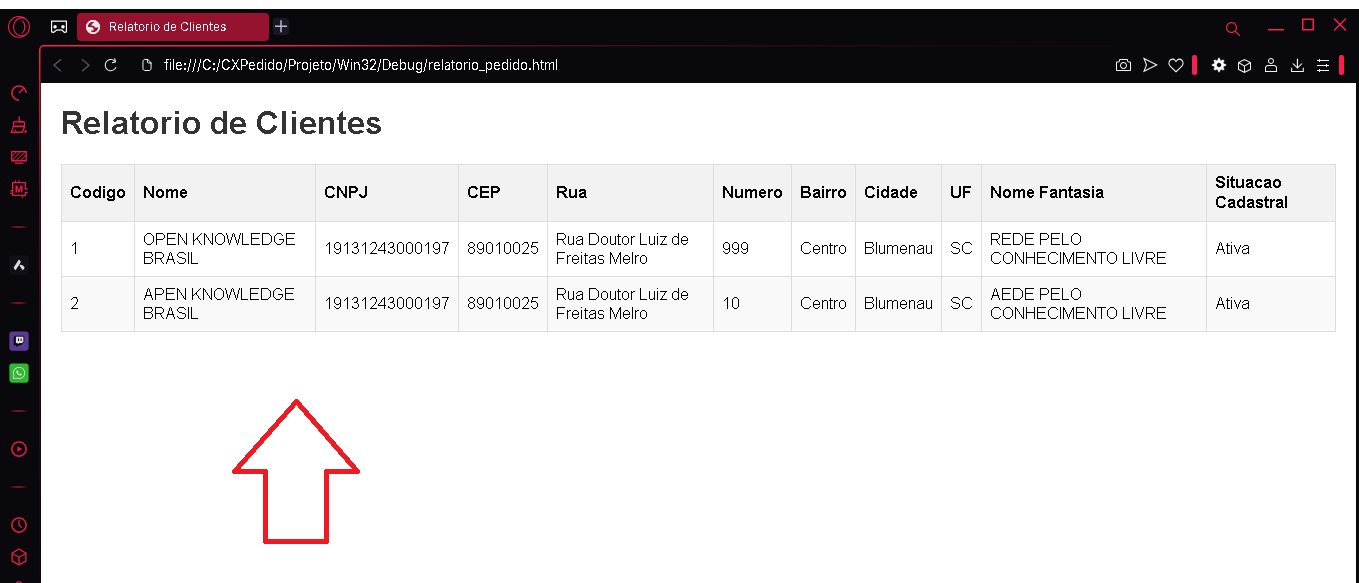 Relatorio de Clientes
file:///C:/CXPedido/Projeto/Win32/Debug/relatorio_pedido.html
Relatorio de Clientes
Codigo Nome CNPJ CEP Rua Numero Bairro Cidade UF Nome Fantasia Situacao
Cadastral
1 OPEN KNOWLEDGE 19131243000197 89010025 Rua Doutor Luiz de 999 Centro Blumenau SC REDE PELO Ativa
BRASIL Freitas Melro CONHECIMENTO LIVRE
2 APEN KNOWLEDGE 19131243000197 89010025 Rua Doutor Luiz de 10 Centro Blumenau SC AEDE PELO Ativa
BRASIL Freitas Melro CONHECIMENTO LIVRE